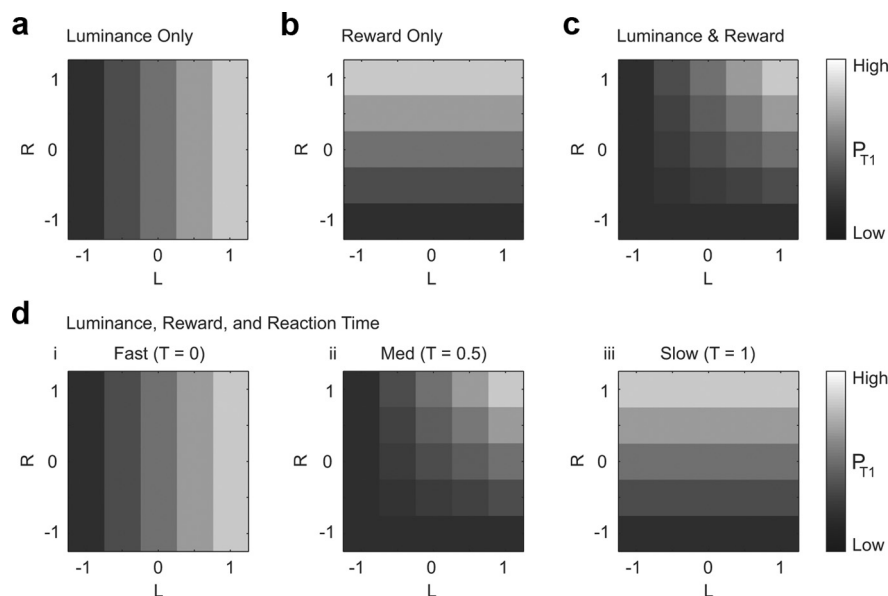 a Luminance Only
b Reward Only
c Luminance & Reward
1
0
-1
R
-1 0 1
L
1
0
-1
R
-1 0 1
L
1
0
-1
R
-1 0 1
L
High
P_T1
Low
d Luminance, Reward, and Reaction Time
i Fast (T = 0)
ii Med (T = 0.5)
iii Slow (T = 1)
1
0
-1
R
-1 0 1
L
1
0
-1
R
-1 0 1
L
1
0
-1
R
-1 0 1
L
High
P_T1
Low